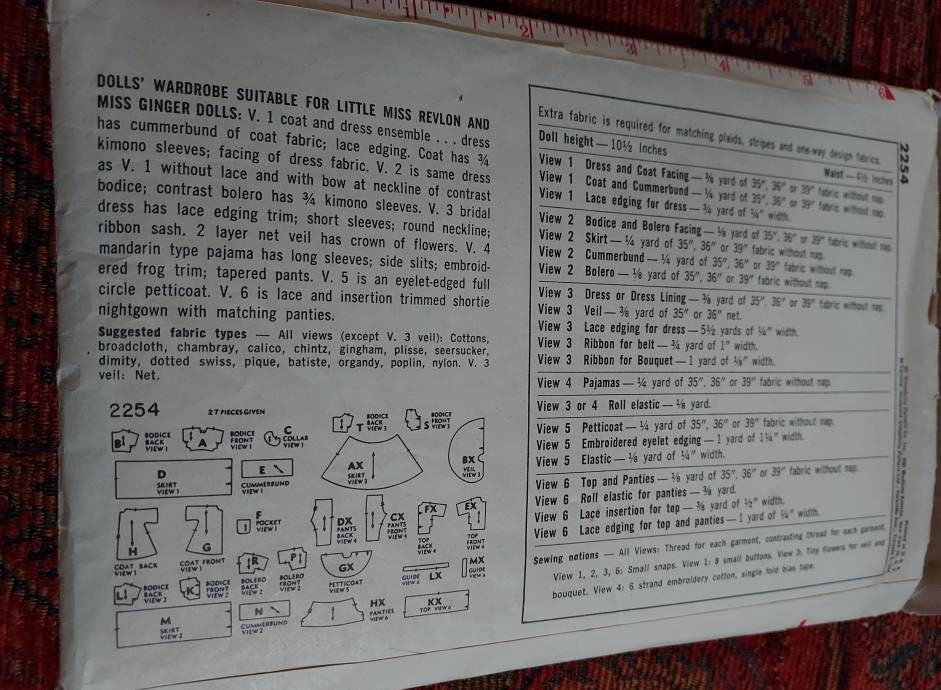 DOLLS' WARDROBE SUITABLE FOR LITTLE MISS REVLON AND
MISS GINGER DOLLS: V. 1 coat and dress ensemble . . . dress
has cummerbund of coat fabric; lace edging. Coat has ¾
kimono sleeves; facing of dress fabric. V. 2 is same dress
as V. 1 without lace and with bow at neckline of contrast
bodice; contrast bolero has ¾ kimono sleeves. V. 3 bridal
dress has lace edging trim; short sleeves; round neckline;
ribbon sash. 2 layer net veil has crown of flowers. V. 4
mandarin type pajama has long sleeves; side slits; embroid-
ered frog trim; tapered pants. V. 5 is an eyelet-edged full
circle petticoat. V. 6 is lace and insertion trimmed shortie
nightgown with matching panties.
Suggested fabric types — All views (except V. 3 veil): Cottons,
broadcloth, chambray, calico, chintz, gingham, plisse, seersucker,
dimity, dotted swiss, pique, batiste, organdy, poplin, nylon. V. 3
veil: Net.
2254 27 PIECES GIVEN
B BODICE BACK VIEW 1
A BODICE FRONT VIEW 1
C COLLAR VIEW 1
T BODICE BACK VIEW 3
S BODICE FRONT VIEW 3
D SKIRT VIEW 1
E CUMMERBUND VIEW 1
AX SKIRT VIEW 3
BX VEIL VIEW 3
H COAT BACK VIEW 1
G COAT FRONT VIEW 1
F POCKET VIEW 1
DX PANTS BACK VIEW 4
CX PANTS FRONT VIEW 4
FX TOP BACK VIEW 4
EX TOP FRONT VIEW 4
L BODICE BACK VIEW 2
K BODICE FRONT VIEW 2
R BOLERO BACK VIEW 2
P BOLERO FRONT VIEW 2
GX PETTICOAT VIEW 5
GUIDE LX
MX GUIDE
M SKIRT VIEW 2
N CUMMERBUND VIEW 2
HX PANTIES VIEW 6
KX TOP VIEW 6
Extra fabric is required for matching plaids, stripes and one-way design fabrics.
Doll height — 10½ Inches Waist — Inches
View 1 Dress and Coat Facing — ⅜ yard of 35", 36" or 39" fabric without nap.
View 1 Coat and Cummerbund — ¼ yard of 35", 36" or 39" fabric without nap.
View 1 Lace edging for dress — yard of ¼" width.
View 2 Bodice and Bolero Facing — ⅛ yard of 35", 36" or 39" fabric without nap.
View 2 Skirt — ¼ yard of 35", 36" or 39" fabric without nap.
View 2 Cummerbund — ¼ yard of 35", 36" or 39" fabric without nap.
View 2 Bolero — ⅛ yard of 35", 36" or 39" fabric without nap.
View 3 Dress or Dress Lining — ⅜ yard of 35", 36" or 39" fabric without nap.
View 3 Veil — ⅜ yard of 35" or 36" net.
View 3 Lace edging for dress — 5½ yards of ¼" width.
View 3 Ribbon for belt — ¾ yard of 1" width.
View 3 Ribbon for Bouquet — 1 yard of ⅛" width.
View 4 Pajamas — ¼ yard of 35", 36" or 39" fabric without nap.
View 3 or 4 Roll elastic — ⅛ yard.
View 5 Petticoat — ¼ yard of 35", 36" or 39" fabric without nap.
View 5 Embroidered eyelet edging — 1 yard of 1¼" width.
View 5 Elastic — ⅛ yard of ¼" width.
View 6 Top and Panties — ⅛ yard of 35", 36" or 39" fabric without nap.
View 6 Roll elastic for panties — ⅜ yard.
View 6 Lace insertion for top — ⅜ yard of ½" width.
View 6 Lace edging for top and panties — 1 yard of ¼" width.
Sewing notions — All Views: Thread for each garment, contrasting thread for each garment.
View 1, 2, 3, 6: Small snaps. View 1: 8 small buttons. View 3: Tiny flowers for veil and
bouquet. View 4: 6 strand embroidery cotton, single fold bias tape.
2254
2
3
4
5
6